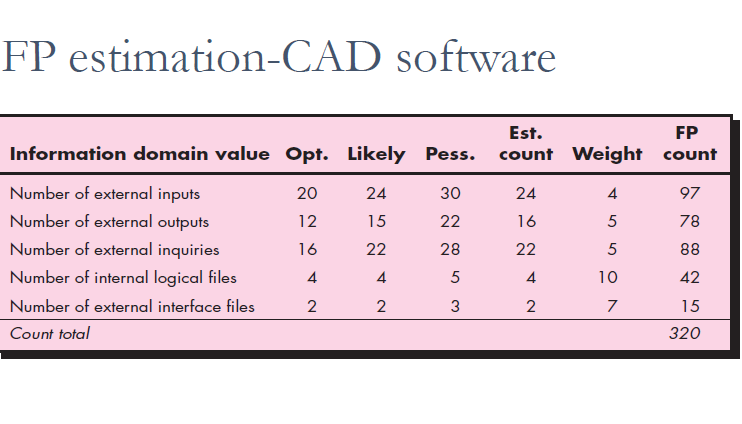 FP estimation-CAD software
Est. FP
Information domain value Opt. Likely Pess. count Weight count
Number of external inputs 20 24 30 24 4 97
Number of external outputs 12 15 22 16 5 78
Number of external inquiries 16 22 28 22 5 88
Number of internal logical files 4 4 5 4 10 42
Number of external interface files 2 2 3 2 7 15
Count total 320